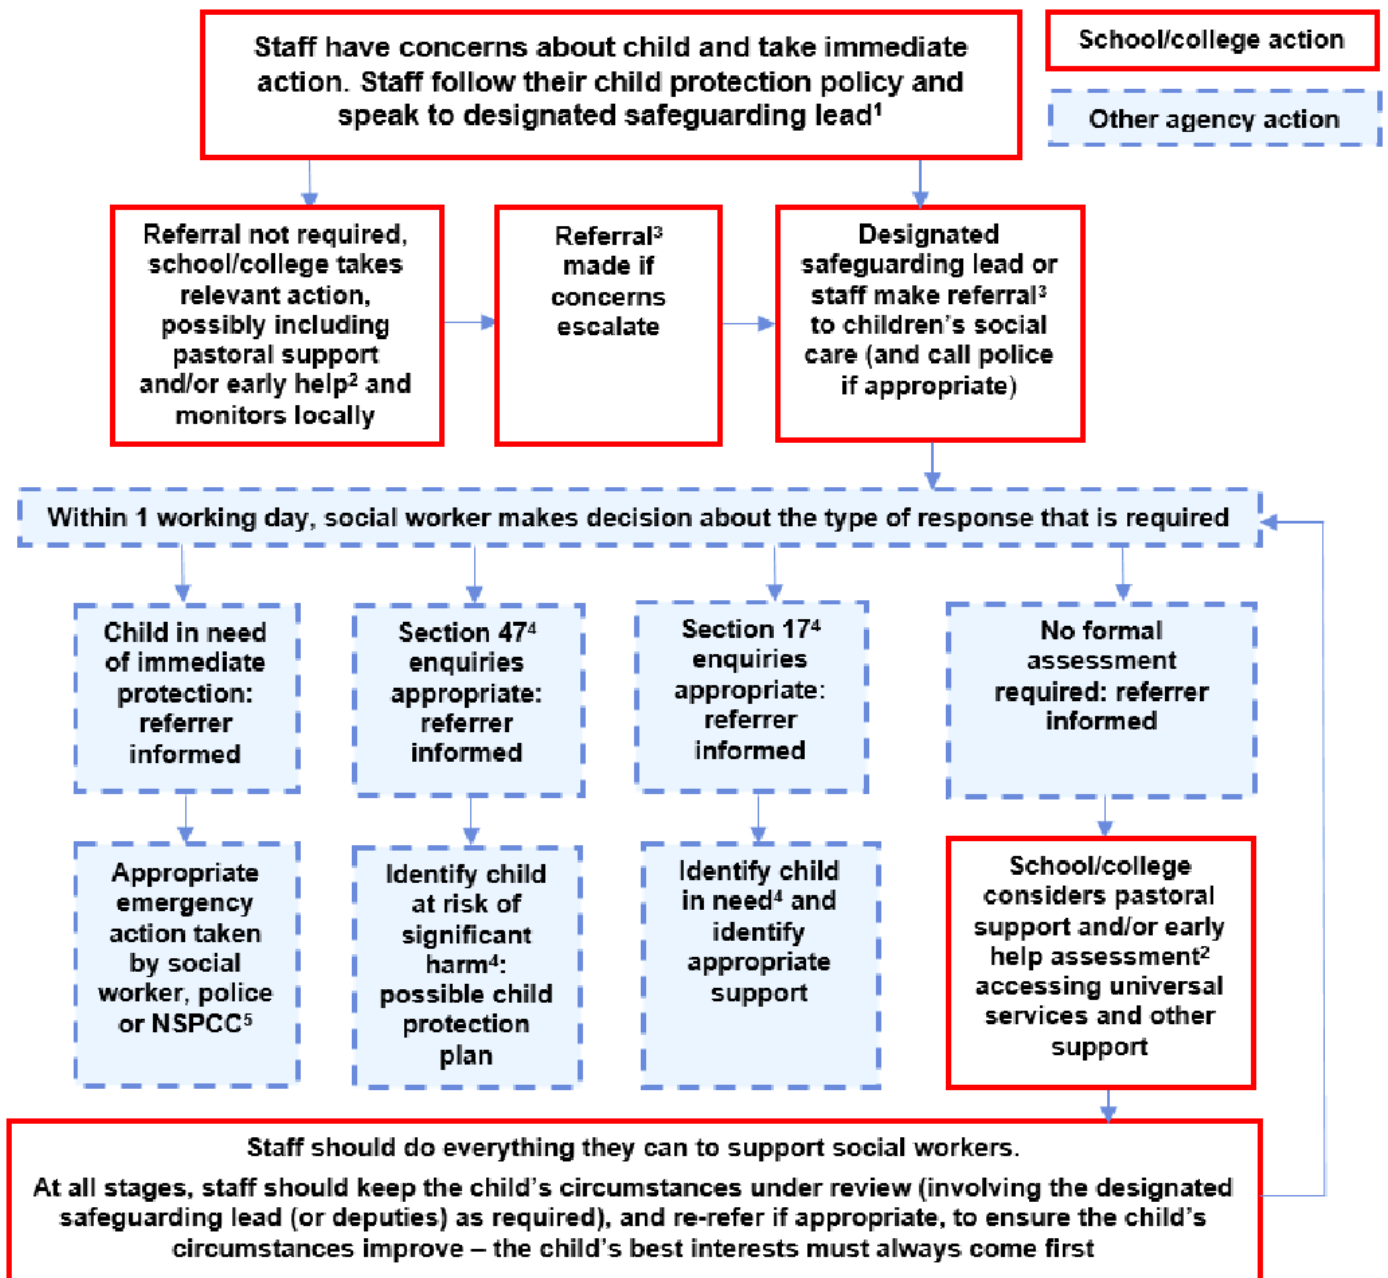 Staff have concerns about child and take immediate
action. Staff follow their child protection policy and
speak to designated safeguarding lead¹
School/college action
Other agency action
Referral not required,
school/college takes
relevant action,
possibly including
pastoral support
and/or early help² and
monitors locally
Referral³
made if
concerns
escalate
Designated
safeguarding lead or
staff make referral³
to children’s social
care (and call police
if appropriate)
Within 1 working day, social worker makes decision about the type of response that is required
Child in need
of immediate
protection:
referrer
informed
Section 47⁴
enquiries
appropriate:
referrer
informed
Section 17⁴
enquiries
appropriate:
referrer
informed
No formal
assessment
required: referrer
informed
Appropriate
emergency
action taken
by social
worker, police
or NSPCC⁵
Identify child
at risk of
significant
harm⁴:
possible child
protection
plan
Identify child
in need⁴ and
identify
appropriate
support
School/college
considers pastoral
support and/or early
help assessment²
accessing universal
services and other
support
Staff should do everything they can to support social workers.
At all stages, staff should keep the child’s circumstances under review (involving the designated
safeguarding lead (or deputies) as required), and re-refer if appropriate, to ensure the child’s
circumstances improve – the child’s best interests must always come first